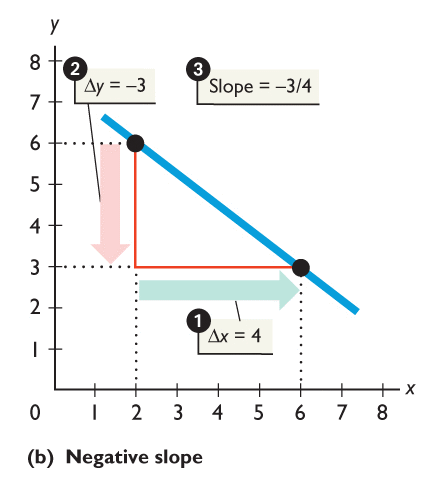 y
8
2
Δy = –3
3
Slope = –3/4
7
6
5
4
3
2
1
Δx = 4
1
0 1 2 3 4 5 6 7 8
x
(b) Negative slope